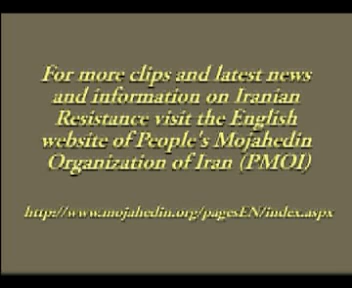 For more clips and latest news
and information on Iranian
Resistance visit the English
website of People's Mojahedin
Organization of Iran (PMOI)
http://www.mojahedin.org/pagesEN/index.aspx